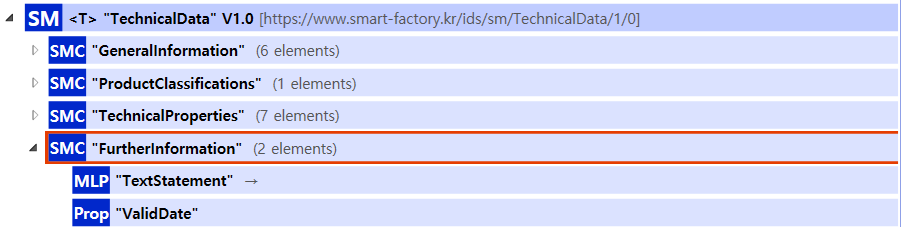 SM <T> "TechnicalData" V1.0 [https://www.smart-factory.kr/ids/sm/TechnicalData/1/0]
SMC "GeneralInformation" (6 elements)
SMC "ProductClassifications" (1 elements)
SMC "TechnicalProperties" (7 elements)
SMC "FurtherInformation" (2 elements)
MLP "TextStatement" →
Prop "ValidDate"